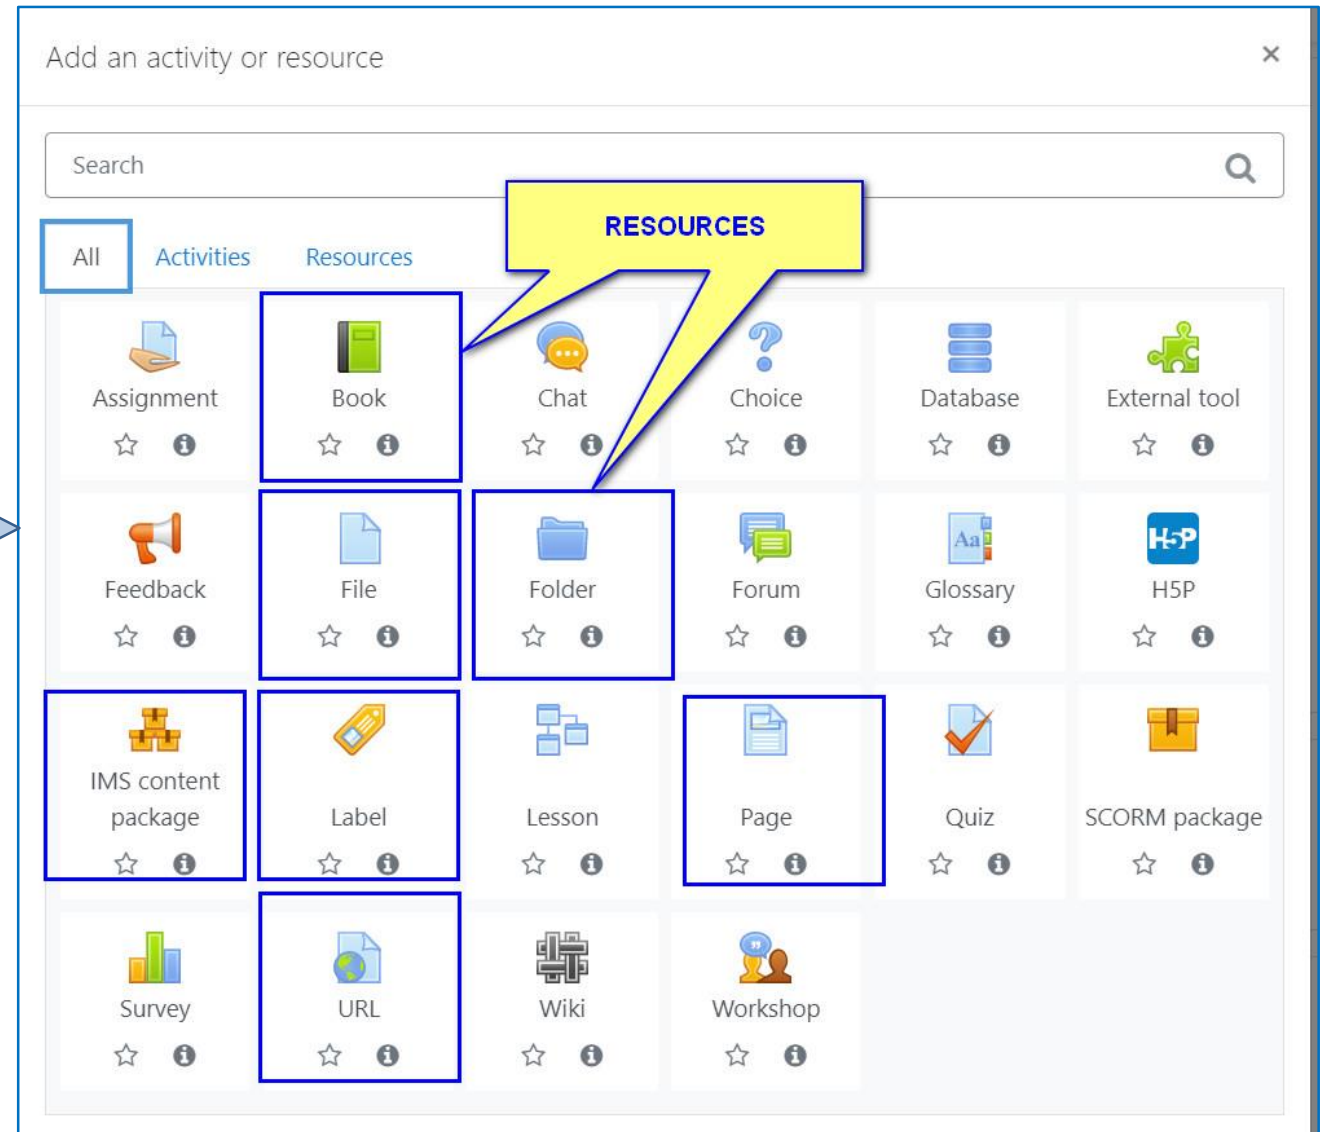 Add an activity or resource
×
Search
RESOURCES
All Activities Resources
Assignment Book Chat Choice Database External tool
Feedback File Folder Forum Glossary H5P
IMS content
package Label Lesson Page Quiz SCORM package
Survey URL Wiki Workshop